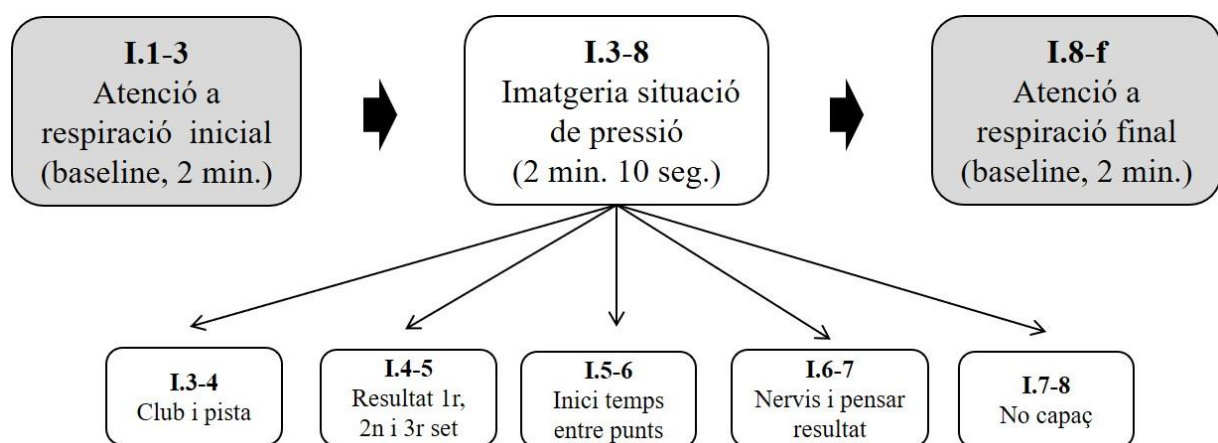 I.1-3
Atenció a
respiració inicial
(baseline, 2 min.)
I.3-8
Imatgeria situació
de pressió
(2 min. 10 seg.)
I.8-f
Atenció a
respiració final
(baseline, 2 min.)
I.3-4
Club i pista
I.4-5
Resultat 1r,
2n i 3r set
I.5-6
Inici temps
entre punts
I.6-7
Nervis i pensar
resultat
I.7-8
No capaç